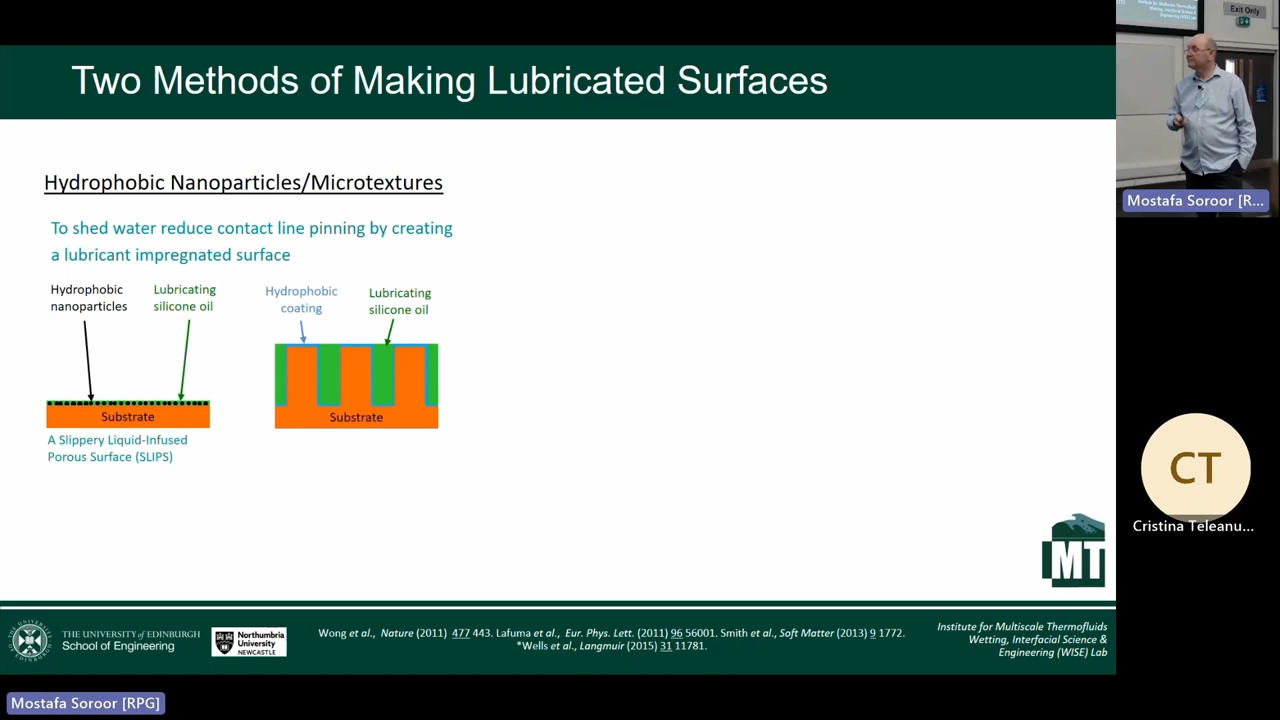 Two Methods of Making Lubricated Surfaces
Exit Only
Hydrophobic Nanoparticles/Microtextures
Mostafa Soroor [R...
To shed water reduce contact line pinning by creating
a lubricant impregnated surface
Hydrophobic
nanoparticles
Lubricating
silicone oil
Hydrophobic
coating
Lubricating
silicone oil
Substrate
Substrate
A Slippery Liquid-Infused
Porous Surface (SLIPS)
CT
Cristina Teleanu...
MT
THE UNIVERSITY of EDINBURGH
School of Engineering
Northumbria
University
NEWCASTLE
Wong et al., Nature (2011) 477 443. Lafuma et al., Eur. Phys. Lett. (2011) 96 56001. Smith et al., Soft Matter (2013) 9 1772.
*Wells et al., Langmuir (2015) 31 11781.
Institute for Multiscale Thermofluids
Wetting, Interfacial Science &
Engineering (WISE) Lab
Mostafa Soroor [RPG]